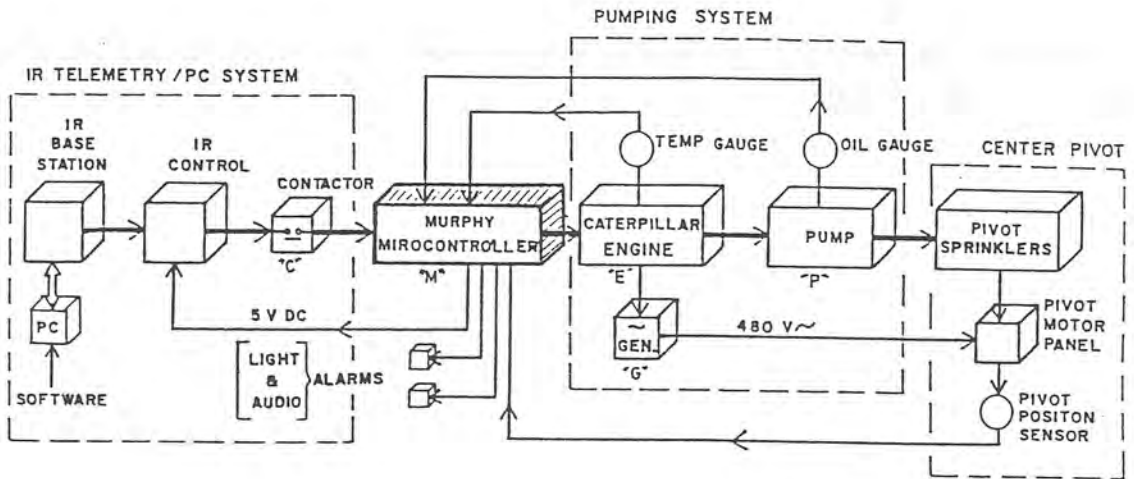 PUMPING SYSTEM
IR TELEMETRY/PC SYSTEM
IR
BASE
STATION
IR
CONTROL
CONTACTOR
"C"
MURPHY
MIROCONTROLLER
"M"
TEMP GAUGE
OIL GAUGE
CENTER PIVOT
CATERPILLAR
ENGINE
"E"
PUMP
"P"
PIVOT
SPRINKLERS
PC
SOFTWARE
5 V DC
LIGHT
&
AUDIO
ALARMS
~
GEN.
"G"
480 V~
PIVOT
MOTOR
PANEL
PIVOT
POSITON
SENSOR